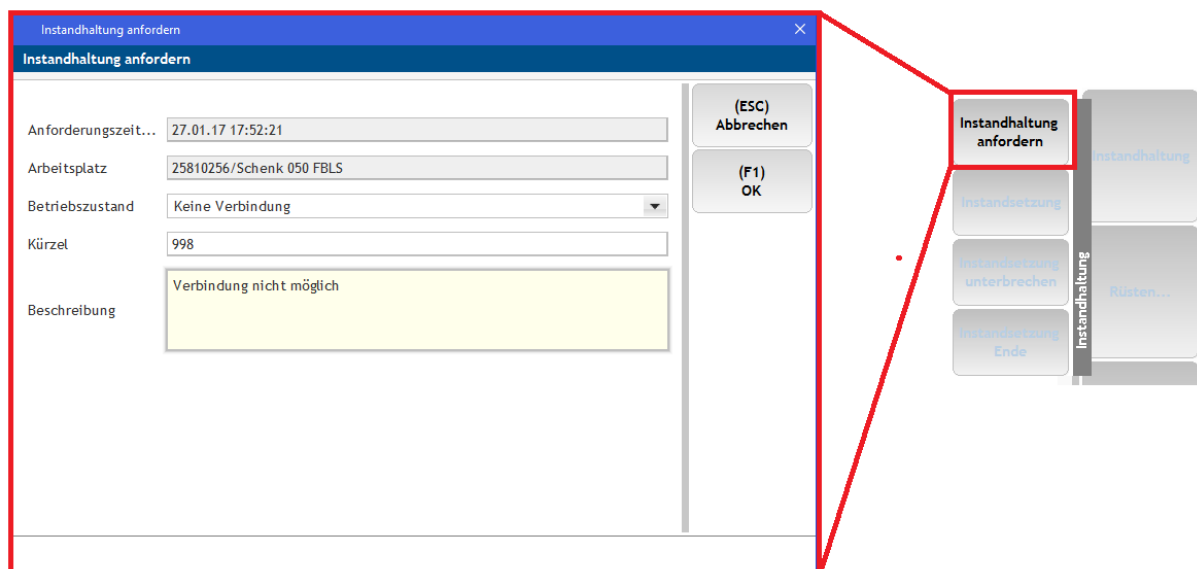 Instandhaltung anfordern
Instandhaltung anfordern
Anforderungszeit...
27.01.17 17:52:21
Arbeitsplatz
25810256/Schenk 050 FBLS
Betriebszustand
Keine Verbindung
Kürzel
998
Beschreibung
Verbindung nicht möglich
(ESC)
Abbrechen
(F1)
OK
Instandhaltung
anfordern
Instandsetzung
Instandsetzung
unterbrechen
Instandsetzung
Ende
Instandhaltung
Instandhaltung
Rüsten...